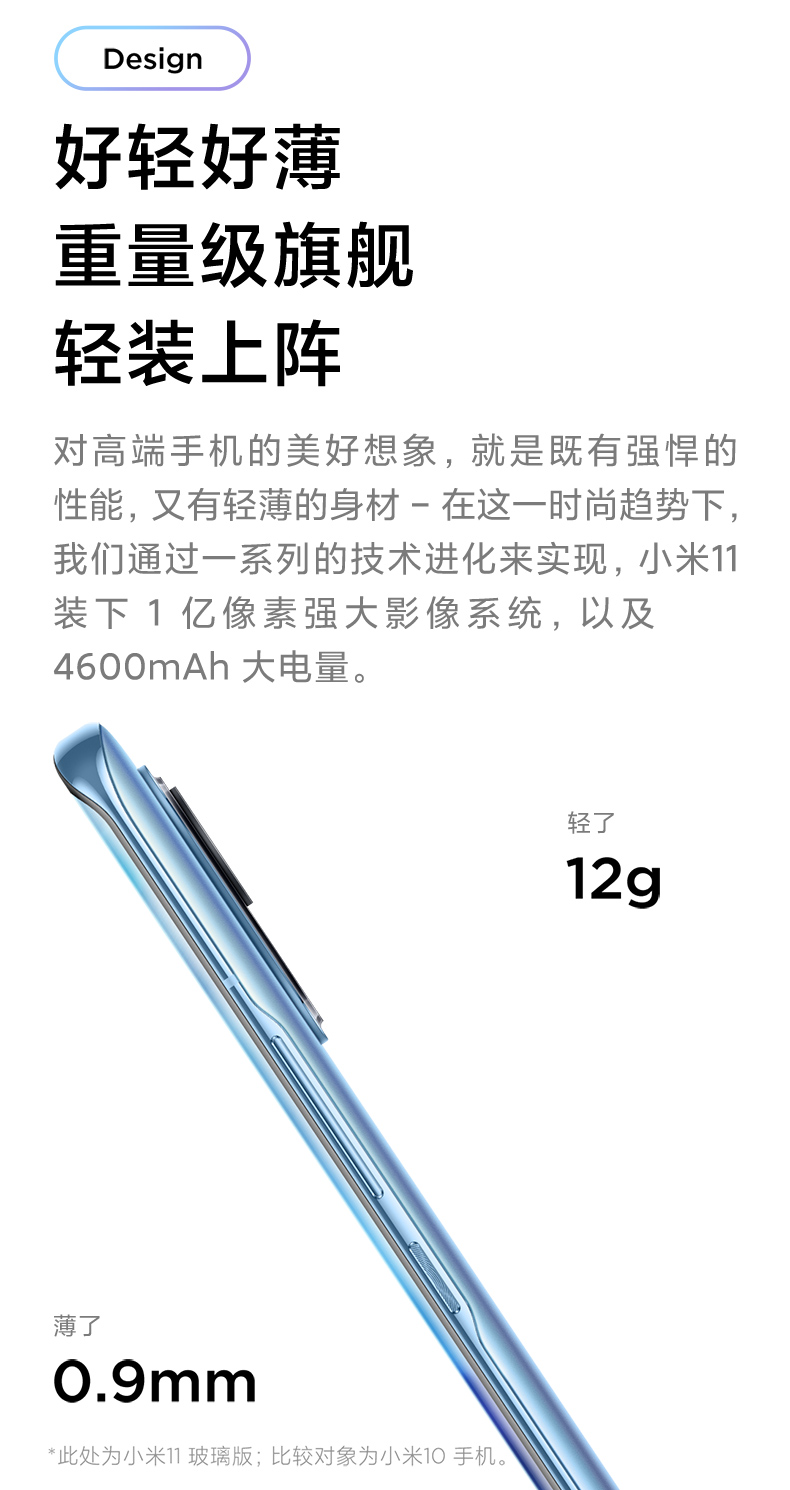 Design
好轻好薄
重量级旗舰
轻装上阵
对高端手机的美好想象，就是既有强悍的
性能，又有轻薄的身材 – 在这一时尚趋势下，
我们通过一系列的技术进化来实现，小米11
装下 1 亿像素强大影像系统，以及
4600mAh 大电量。
轻了
12g
薄了
0.9mm
*此处为小米11 玻璃版；比较对象为小米10 手机。